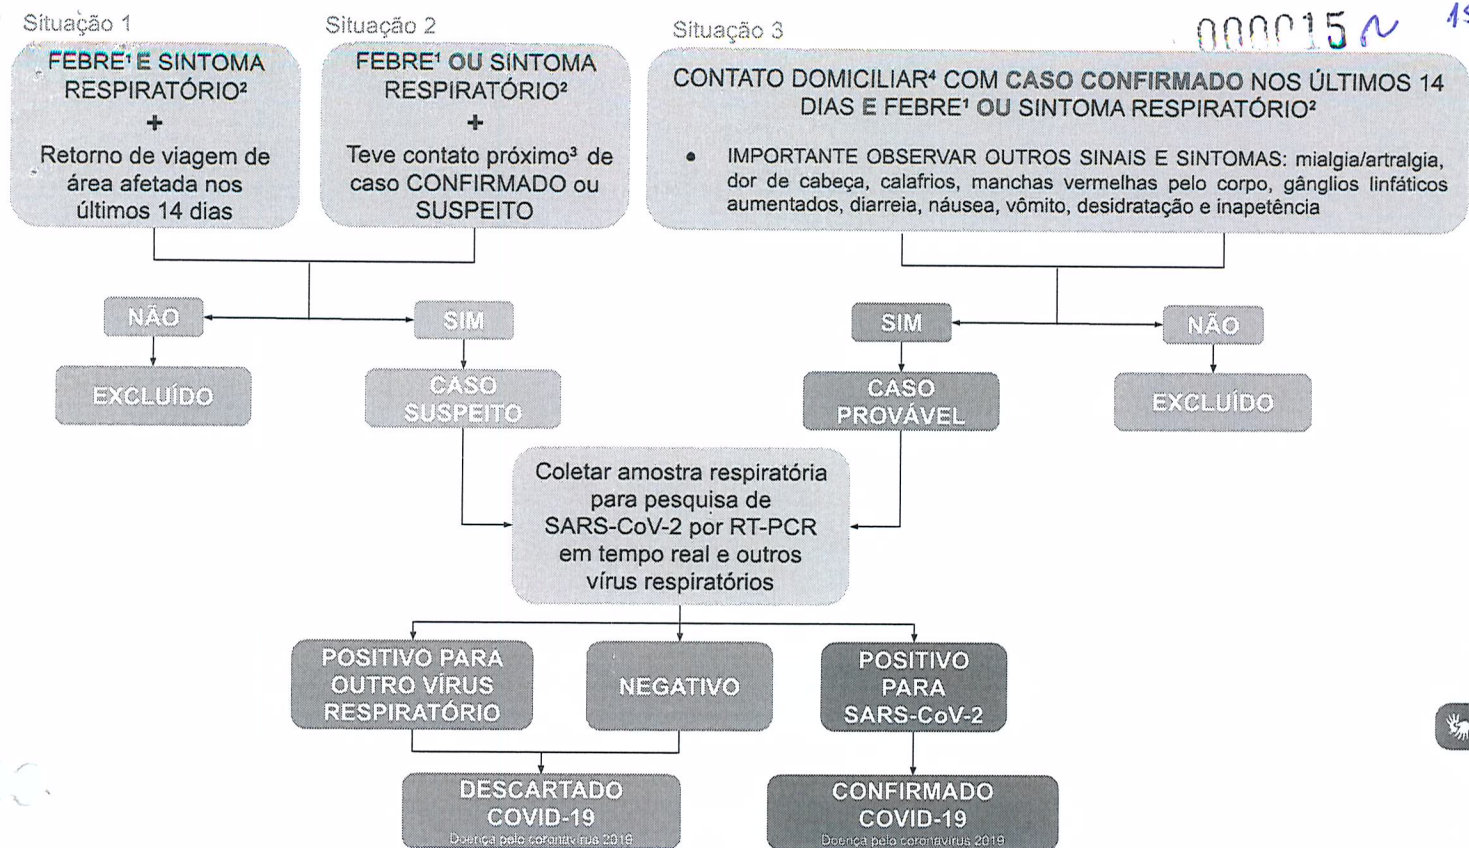 Situação 1
FEBRE¹ E SINTOMA
RESPIRATÓRIO²
+
Retorno de viagem de
área afetada nos
últimos 14 dias
Situação 2
FEBRE¹ OU SINTOMA
RESPIRATÓRIO²
+
Teve contato próximo³ de
caso CONFIRMADO ou
SUSPEITO
Situação 3
000015
CONTATO DOMICILIAR⁴ COM CASO CONFIRMADO NOS ÚLTIMOS 14
DIAS E FEBRE¹ OU SINTOMA RESPIRATÓRIO²
• IMPORTANTE OBSERVAR OUTROS SINAIS E SINTOMAS: mialgia/artralgia,
dor de cabeça, calafrios, manchas vermelhas pelo corpo, gânglios linfáticos
aumentados, diarreia, náusea, vômito, desidratação e inapetência
NÃO
SIM
SIM
NÃO
EXCLUÍDO
CASO
SUSPEITO
CASO
PROVÁVEL
EXCLUÍDO
Coletar amostra respiratória
para pesquisa de
SARS-CoV-2 por RT-PCR
em tempo real e outros
vírus respiratórios
POSITIVO PARA
OUTRO VÍRUS
RESPIRATÓRIO
NEGATIVO
POSITIVO
PARA
SARS-CoV-2
DESCARTADO
COVID-19
Doença pelo coronavírus 2019
CONFIRMADO
COVID-19
Doença pelo coronavírus 2019